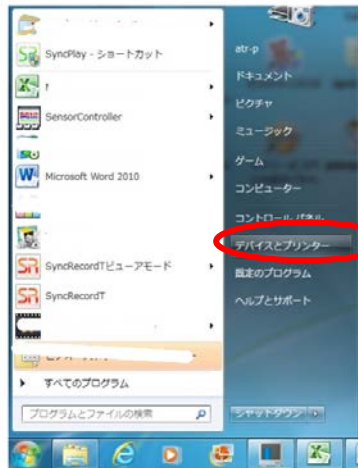 SyncPlay - ショートカット
SensorController
Microsoft Word 2010
SyncRecordTビューアモード
SyncRecordT
すべてのプログラム
プログラムとファイルの検索
atr-p
ドキュメント
ピクチャ
ミュージック
ゲーム
コンピューター
コントロール パネル
デバイスとプリンター
既定のプログラム
ヘルプとサポート
シャットダウン